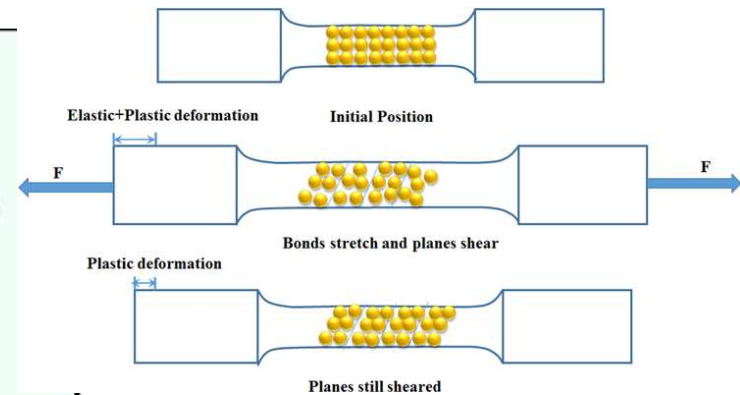 Initial Position
Elastic+Plastic deformation
F
F
Bonds stretch and planes shear
Plastic deformation
Planes still sheared